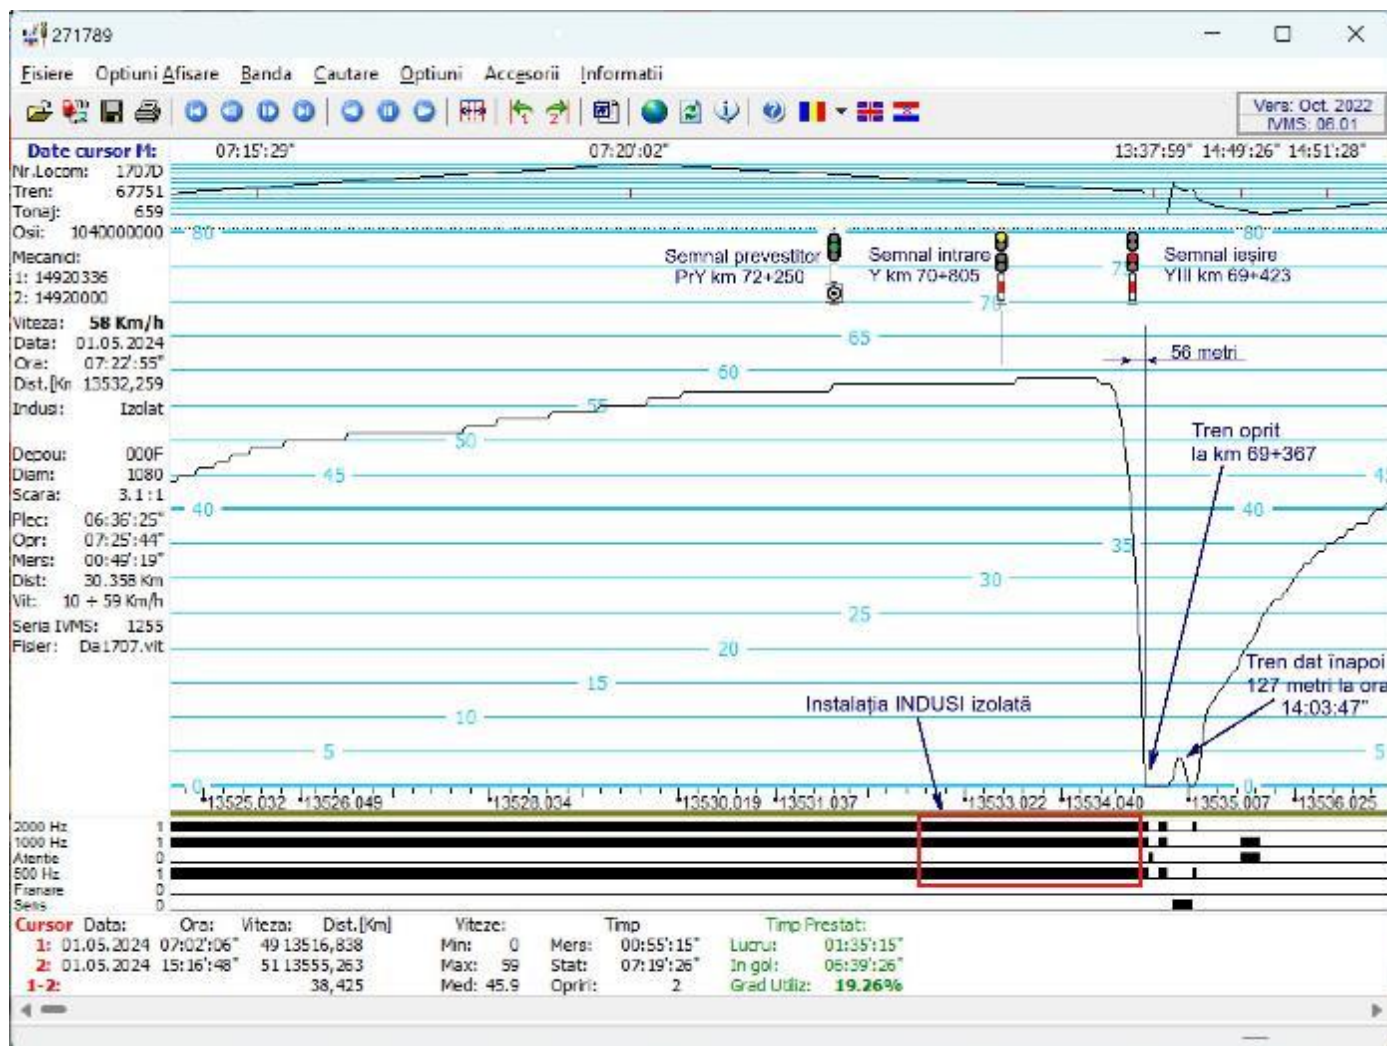 271789
Fisiere Optiuni Afisare Banda Cautare Optiuni Accesorii Informatii
Vers: Oct. 2022
IVMS: 06.01
Date cursor M:
07:15':29" 07:20':02" 13:37':59" 14:49':26" 14:51':28"
Nr.Locom: 1707D
Tren: 67751
Tonaj: 659
Osii: 1040000000
Mecanici:
1: 14920336
2: 14920000
Viteza: 58 Km/h
Data: 01.05.2024
Ora: 07:22':55"
Dist.[Kn 13532,259
Indusi: Izolat
Depou: 000F
Diam: 1080
Scara: 3.1:1
Plec: 06:36':25"
Opr: 07:25':44"
Mers: 00:49':19"
Dist: 30.358 Km
Vit: 10 ÷ 59 Km/h
Seria IVMS: 1255
Fisier: Da1707.vit
80 80
Semnal prevestitor
PrY km 72+250
Semnal intrare
Y km 70+805
Semnal ieșire
YIII km 69+423
75
70
65
56 metri
60
55
50
Tren oprit
la km 69+367
45 45
40 40
35
30
25
20
Tren dat înapoi
127 metri la ora
14:03:47"
15
Instalația INDUSI izolată
10
5 5
0 0
13525.032 13526.049 13528.034 13530.019 13531.037 13533.022 13534.040 13535.007 13536.025
2000 Hz 1
1000 Hz 1
Atentie 0
500 Hz 1
Franare 0
Sens 0
Cursor Data: Ora: Viteza: Dist.[Km] Viteze: Timp Timp Prestat:
1: 01.05.2024 07:02':06" 49 13516,838 Min: 0 Mers: 00:55':15" Lucru: 01:35':15"
2: 01.05.2024 15:16':48" 51 13555,263 Max: 59 Stat: 07:19':26" In gol: 06:39':26"
1-2: 38,425 Med: 45.9 Opriri: 2 Grad Utiliz: 19.26%